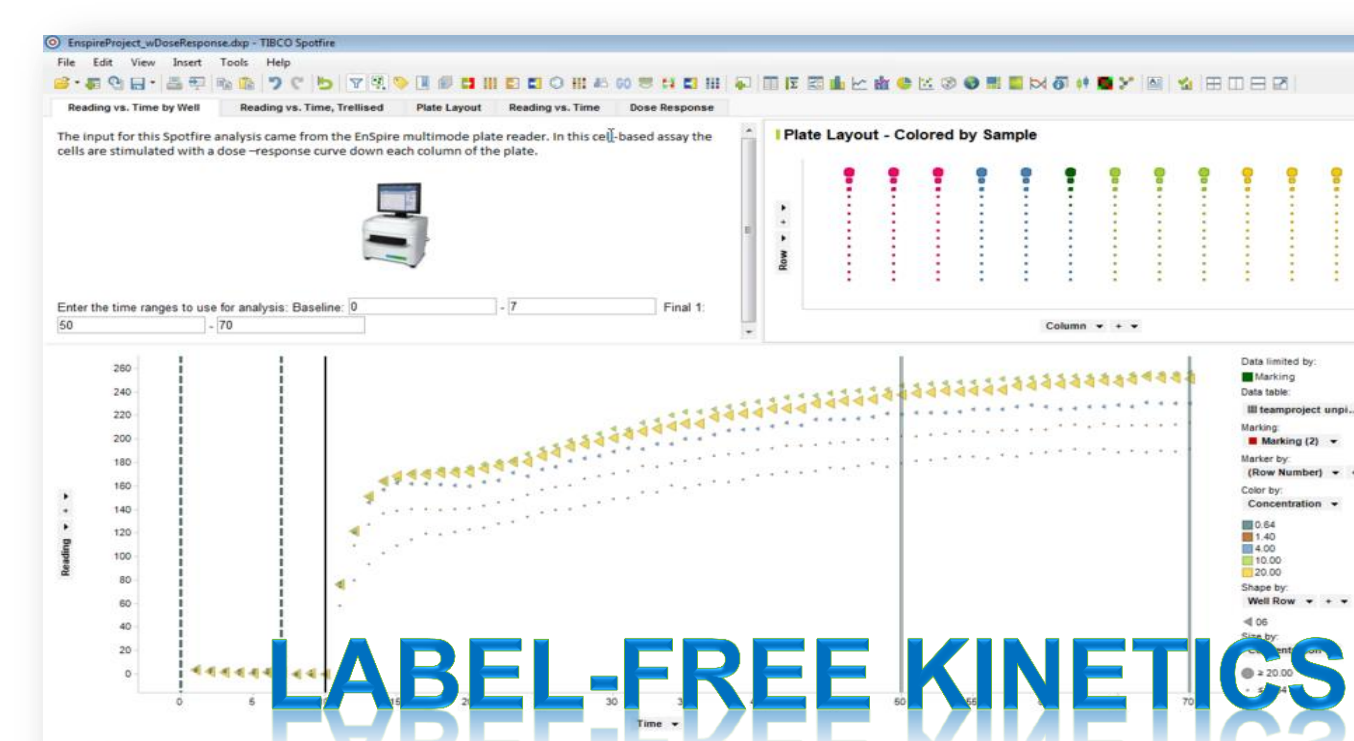 EnspireProject_wDoseResponse.dxp - TIBCO Spotfire
File Edit View Insert Tools Help
Reading vs. Time by Well Reading vs. Time, Trellised Plate Layout Reading vs. Time Dose Response
The input for this Spotfire analysis came from the EnSpire multimode plate reader. In this cell-based assay the
cells are stimulated with a dose –response curve down each column of the plate.
Enter the time ranges to use for analysis: Baseline: 0 - 7 Final 1:
50 - 70
Plate Layout - Colored by Sample
Row
Column
260
240
220
200
180
160
140
120
100
80
60
40
20
0
Reading
0 5 15 30 70
Time
Data limited by:
Marking
Data table:
teamproject unpi...
Marking:
Marking (2)
Marker by:
(Row Number)
Color by:
Concentration
0.64
1.40
4.00
10.00
20.00
Shape by:
Well Row
06
Size by:
≥ 20.00
LABEL-FREE KINETICS